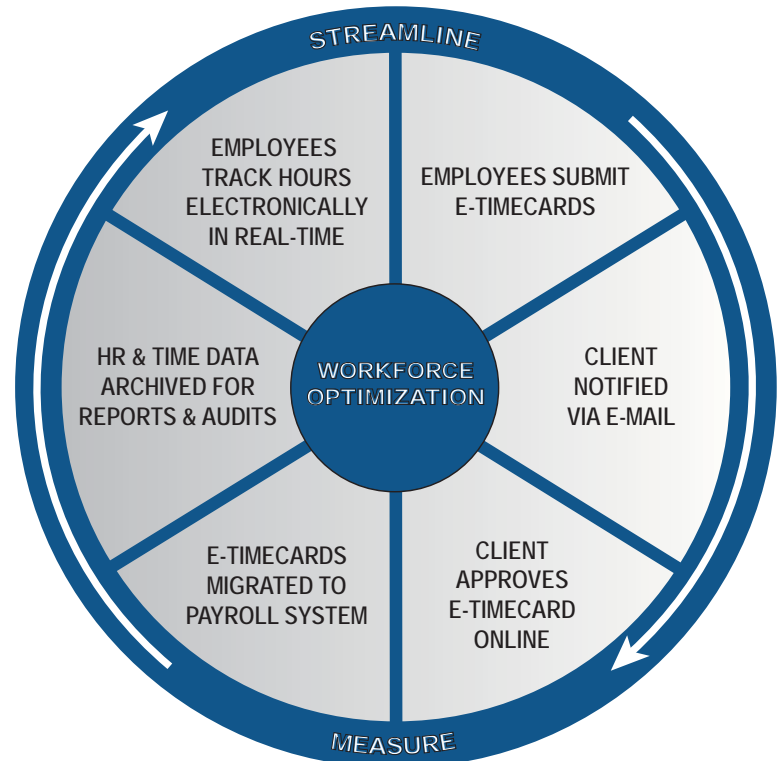 STREAMLINE
EMPLOYEES
TRACK HOURS
ELECTRONICALLY
IN REAL-TIME
EMPLOYEES SUBMIT
E-TIMECARDS
CLIENT
NOTIFIED
VIA E-MAIL
CLIENT
APPROVES
E-TIMECARD
ONLINE
E-TIMECARDS
MIGRATED TO
PAYROLL SYSTEM
HR & TIME DATA
ARCHIVED FOR
REPORTS & AUDITS
WORKFORCE
OPTIMIZATION
MEASURE